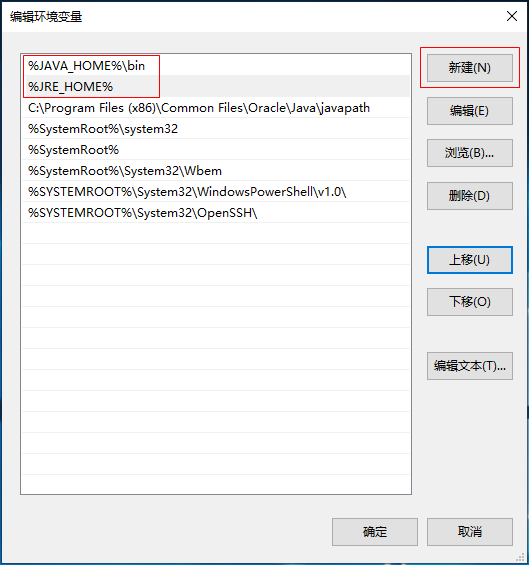 编辑环境变量
%JAVA_HOME%\bin
%JRE_HOME%
C:\Program Files (x86)\Common Files\Oracle\Java\javapath
%SystemRoot%\system32
%SystemRoot%
%SystemRoot%\System32\Wbem
%SYSTEMROOT%\System32\WindowsPowerShell\v1.0\
%SYSTEMROOT%\System32\OpenSSH\
新建(N)
编辑(E)
浏览(B)...
删除(D)
上移(U)
下移(O)
编辑文本(T)...
确定
取消